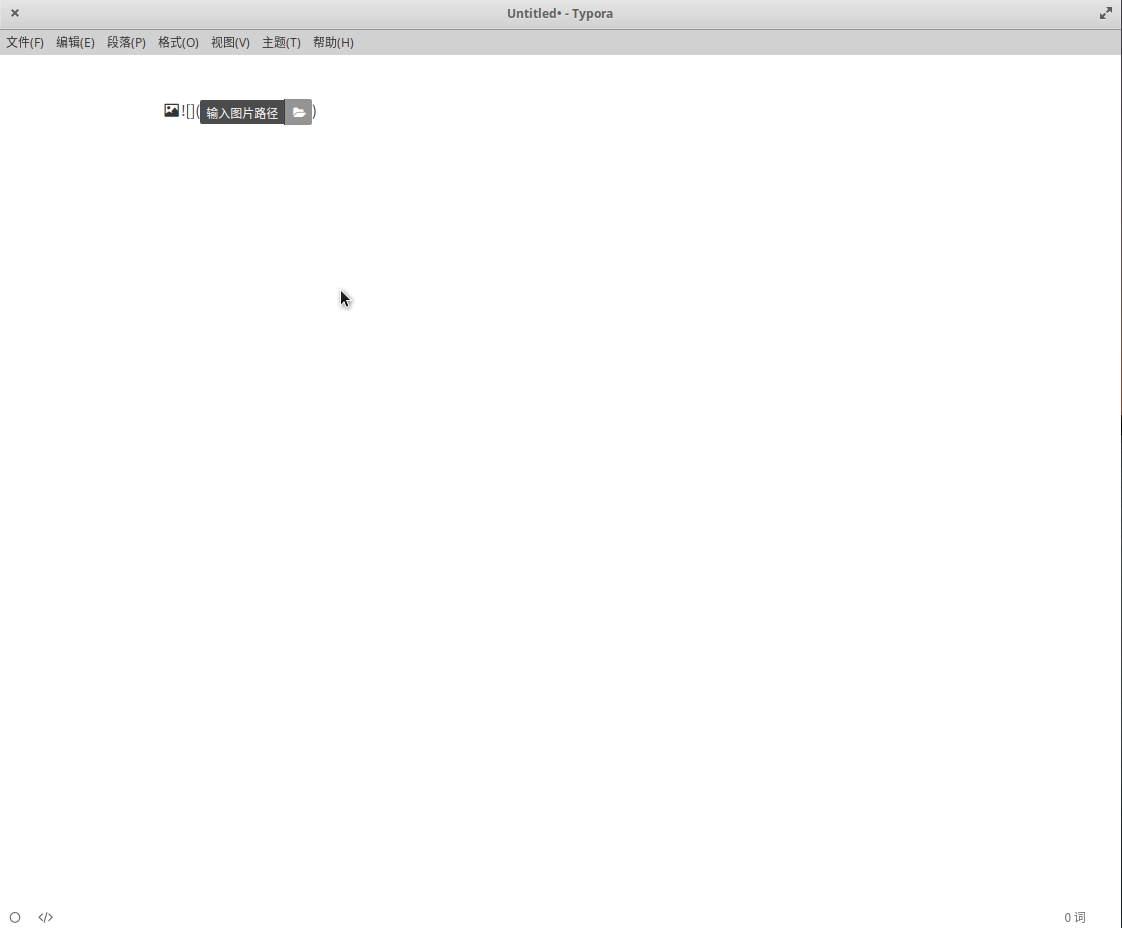 Untitled• - Typora
文件(F) 编辑(E) 段落(P) 格式(O) 视图(V) 主题(T) 帮助(H)
![](输入图片路径)
</> 0 词